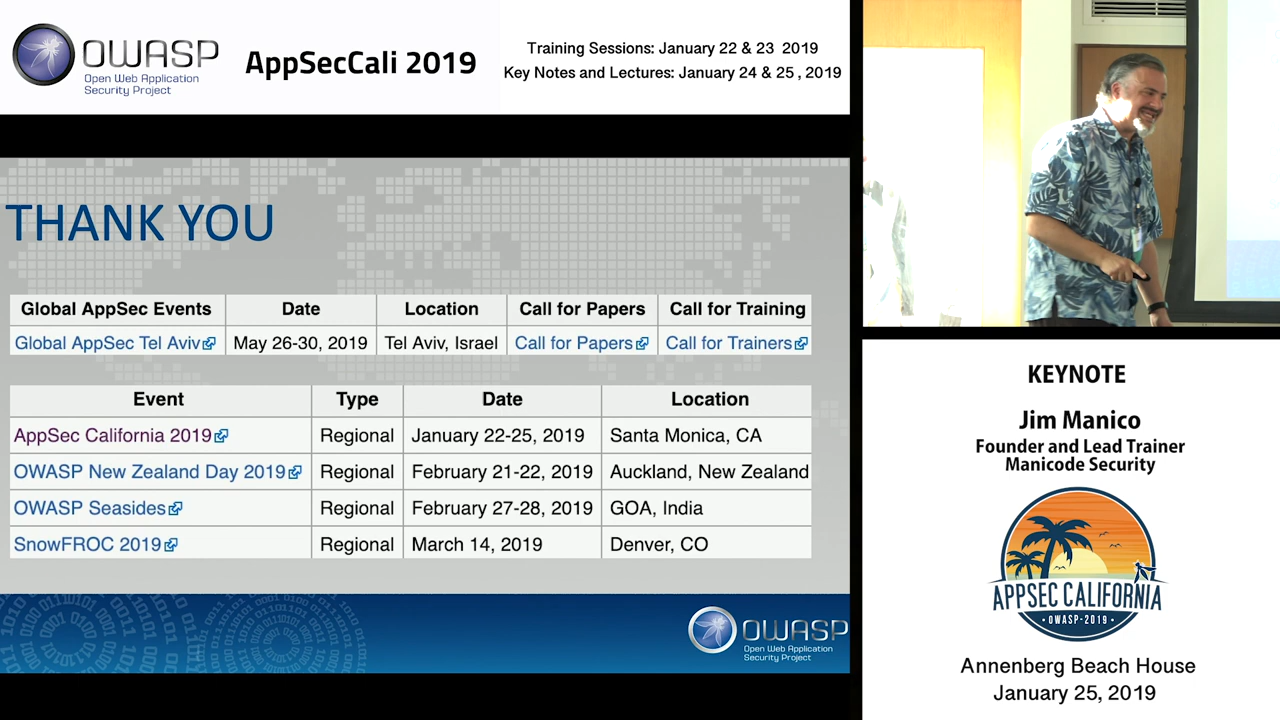 OWASP
Open Web Application
Security Project
AppSecCali 2019
Training Sessions: January 22 & 23 2019
Key Notes and Lectures: January 24 & 25 , 2019
THANK YOU
Global AppSec Events Date Location Call for Papers Call for Training
Global AppSec Tel Aviv May 26-30, 2019 Tel Aviv, Israel Call for Papers Call for Trainers
Event Type Date Location
AppSec California 2019 Regional January 22-25, 2019 Santa Monica, CA
OWASP New Zealand Day 2019 Regional February 21-22, 2019 Auckland, New Zealand
OWASP Seasides Regional February 27-28, 2019 GOA, India
SnowFROC 2019 Regional March 14, 2019 Denver, CO
OWASP
Open Web Application
Security Project
KEYNOTE
Jim Manico
Founder and Lead Trainer
Manicode Security
APPSEC CALIFORNIA
• OWASP-2019 •
Annenberg Beach House
January 25, 2019